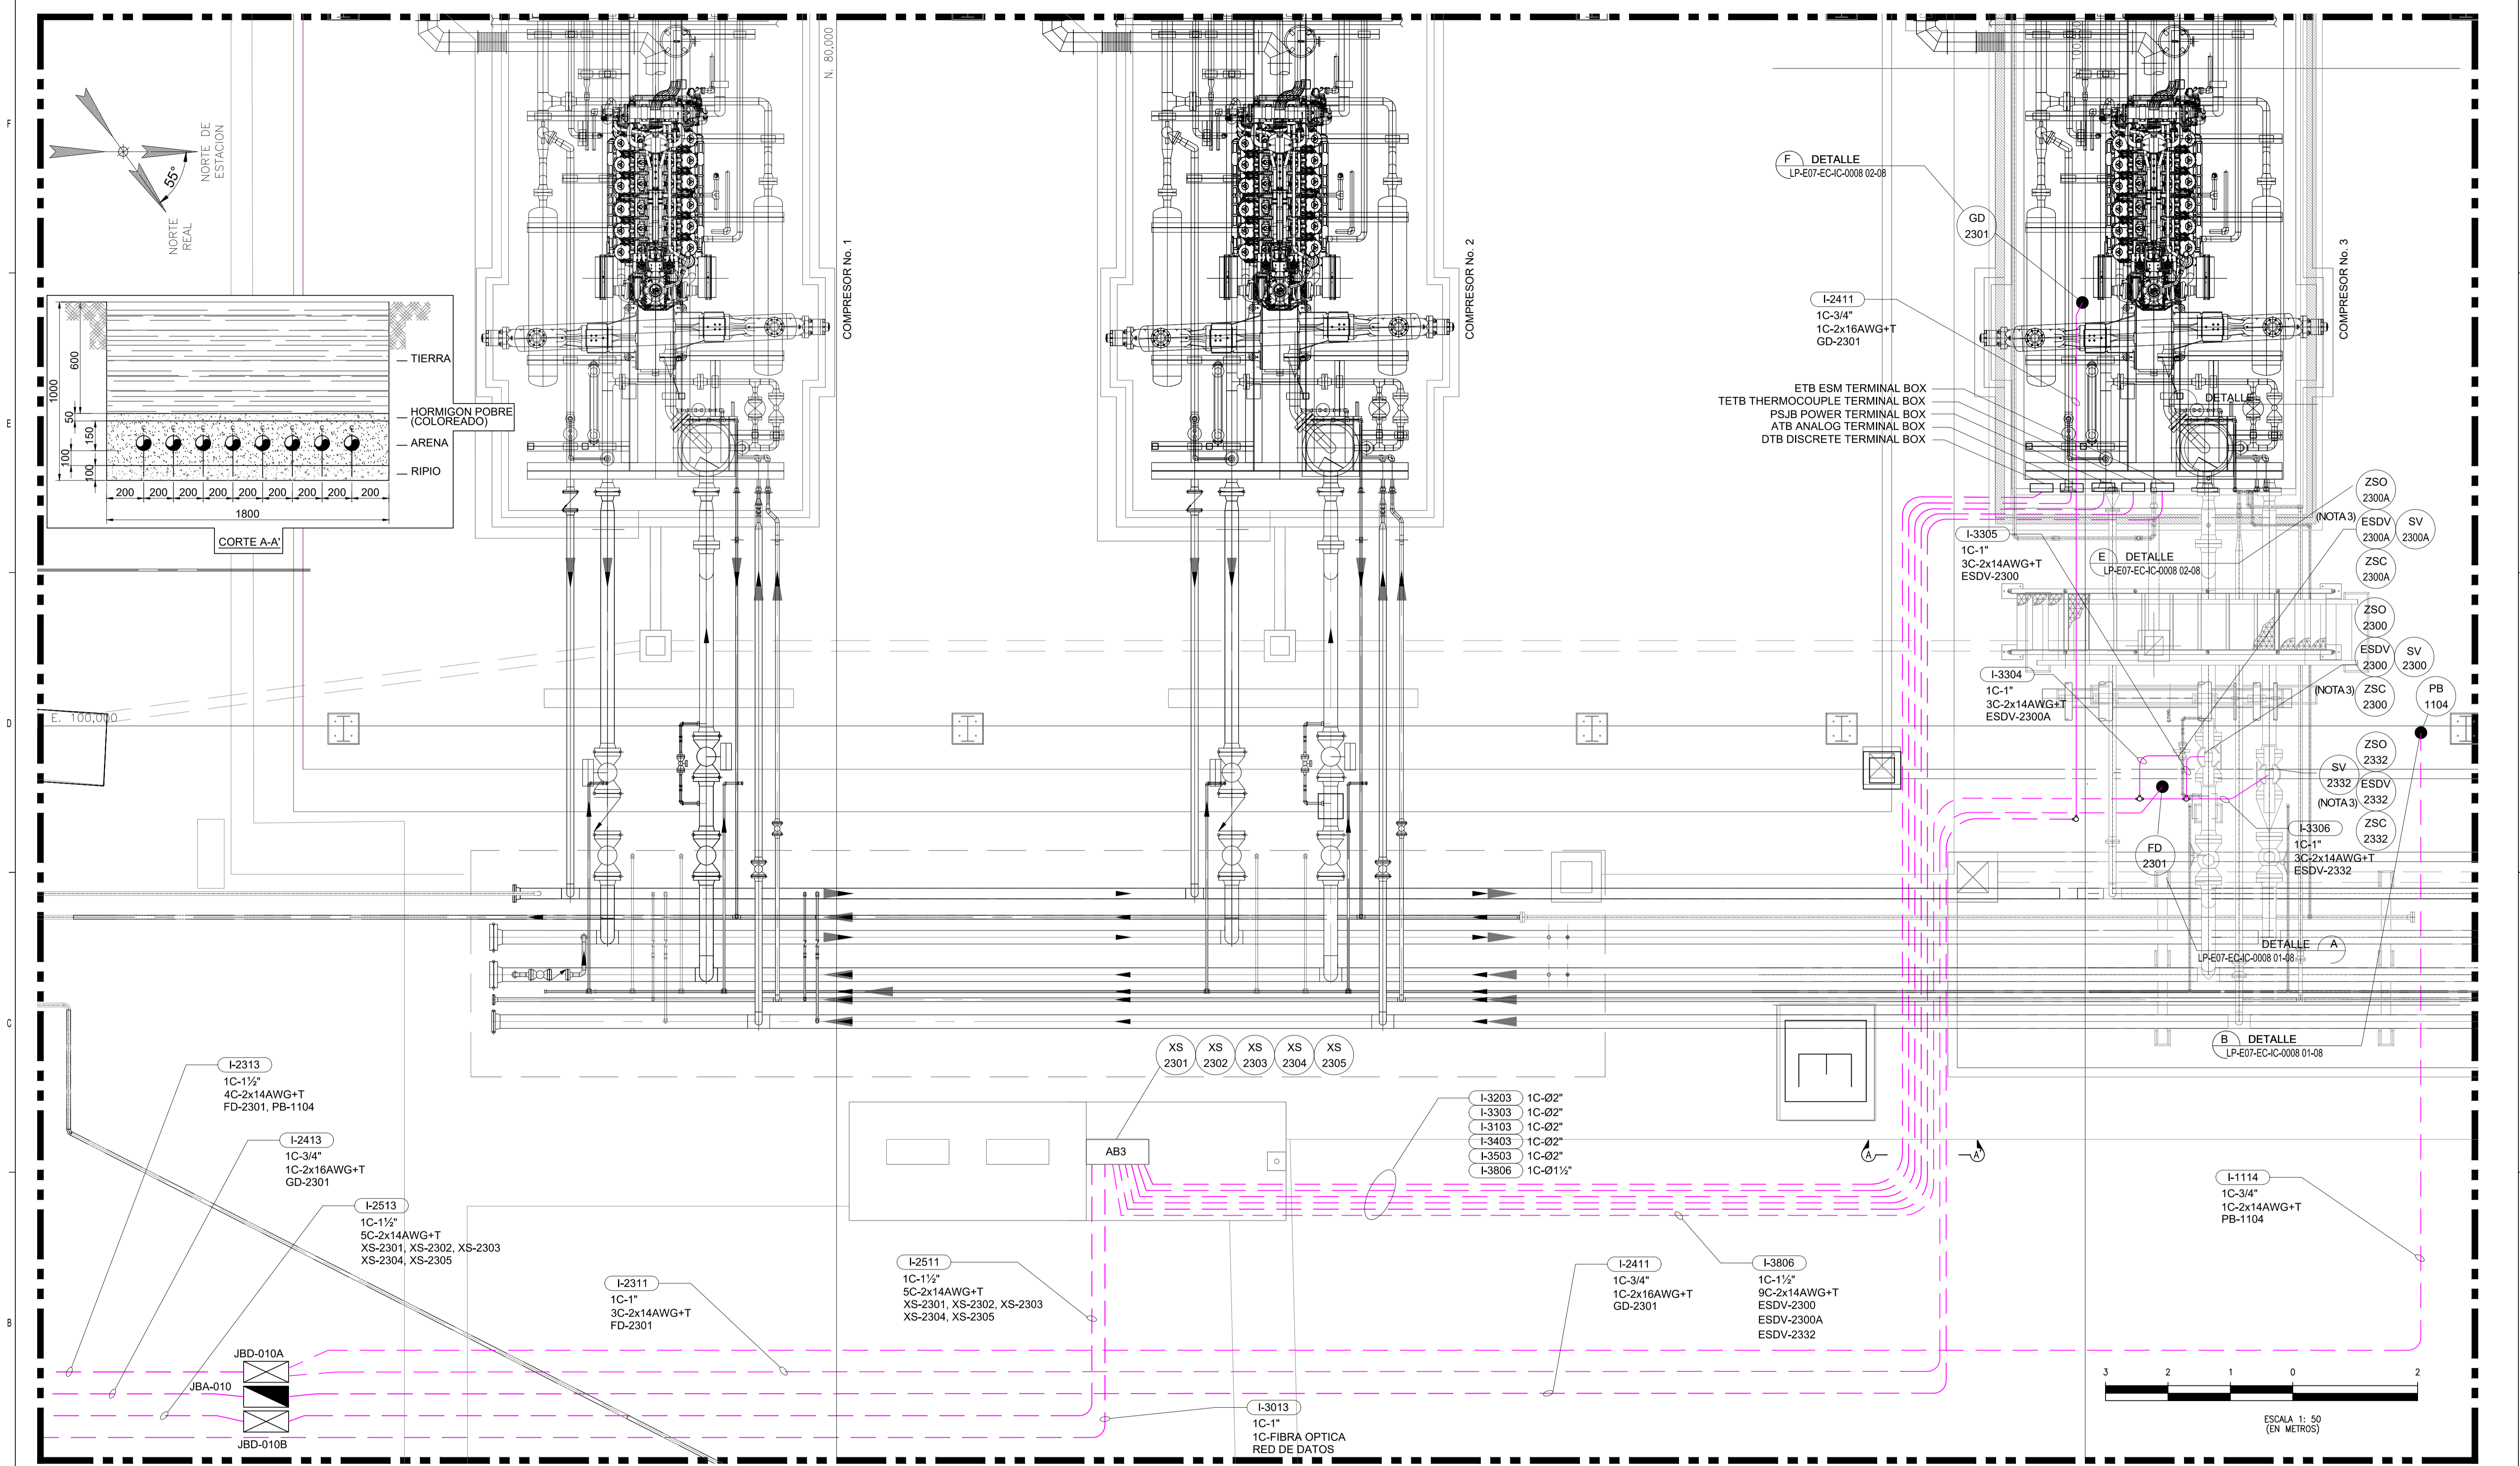 F
E
D
C
B
NORTE DE
ESTACION
55°
NORTE
REAL
N. 80,000
COMPRESOR No. 1
COMPRESOR No. 2
COMPRESOR No. 3
1000
600
50
150
100
100
TIERRA
HORMIGON POBRE
(COLOREADO)
ARENA
RIPIO
200 200 200 200 200 200 200 200 200
1800
CORTE A-A'
E. 100,000
F DETALLE
LP-E07-EC-IC-0008 02-08
GD
2301
I-2411
1C-3/4"
1C-2x16AWG+T
GD-2301
ETB ESM TERMINAL BOX
TETB THERMOCOUPLE TERMINAL BOX
PSJB POWER TERMINAL BOX
ATB ANALOG TERMINAL BOX
DTB DISCRETE TERMINAL BOX
DETALLE
ZSO
2300A
(NOTA 3)
ESDV
2300A
SV
2300A
ZSC
2300A
I-3305
1C-1"
3C-2x14AWG+T
ESDV-2300
E DETALLE
LP-E07-EC-IC-0008 02-08
ZSO
2300
ESDV
2300
SV
2300
(NOTA 3)
ZSC
2300
PB
1104
I-3304
1C-1"
3C-2x14AWG+T
ESDV-2300A
ZSO
2332
SV
2332
ESDV
2332
(NOTA 3)
ZSC
2332
I-3306
1C-1"
3C-2x14AWG+T
ESDV-2332
FD
2301
DETALLE A
LP-E07-EC-IC-0008 01-08
B DETALLE
LP-E07-EC-IC-0008 01-08
XS
2301
XS
2302
XS
2303
XS
2304
XS
2305
I-2313
1C-1½"
4C-2x14AWG+T
FD-2301, PB-1104
I-2413
1C-3/4"
1C-2x16AWG+T
GD-2301
I-2513
1C-1½"
5C-2x14AWG+T
XS-2301, XS-2302, XS-2303
XS-2304, XS-2305
AB3
I-3203 1C-Ø2"
I-3303 1C-Ø2"
I-3103 1C-Ø2"
I-3403 1C-Ø2"
I-3503 1C-Ø2"
I-3806 1C-Ø1½"
A
A'
I-1114
1C-3/4"
1C-2x14AWG+T
PB-1104
I-2311
1C-1"
3C-2x14AWG+T
FD-2301
I-2511
1C-1½"
5C-2x14AWG+T
XS-2301, XS-2302, XS-2303
XS-2304, XS-2305
I-2411
1C-3/4"
1C-2x16AWG+T
GD-2301
I-3806
1C-1½"
9C-2x14AWG+T
ESDV-2300
ESDV-2300A
ESDV-2332
JBD-010A
JBA-010
JBD-010B
I-3013
1C-1"
1C-FIBRA OPTICA
RED DE DATOS
3 2 1 0 2
ESCALA 1: 50
(EN METROS)